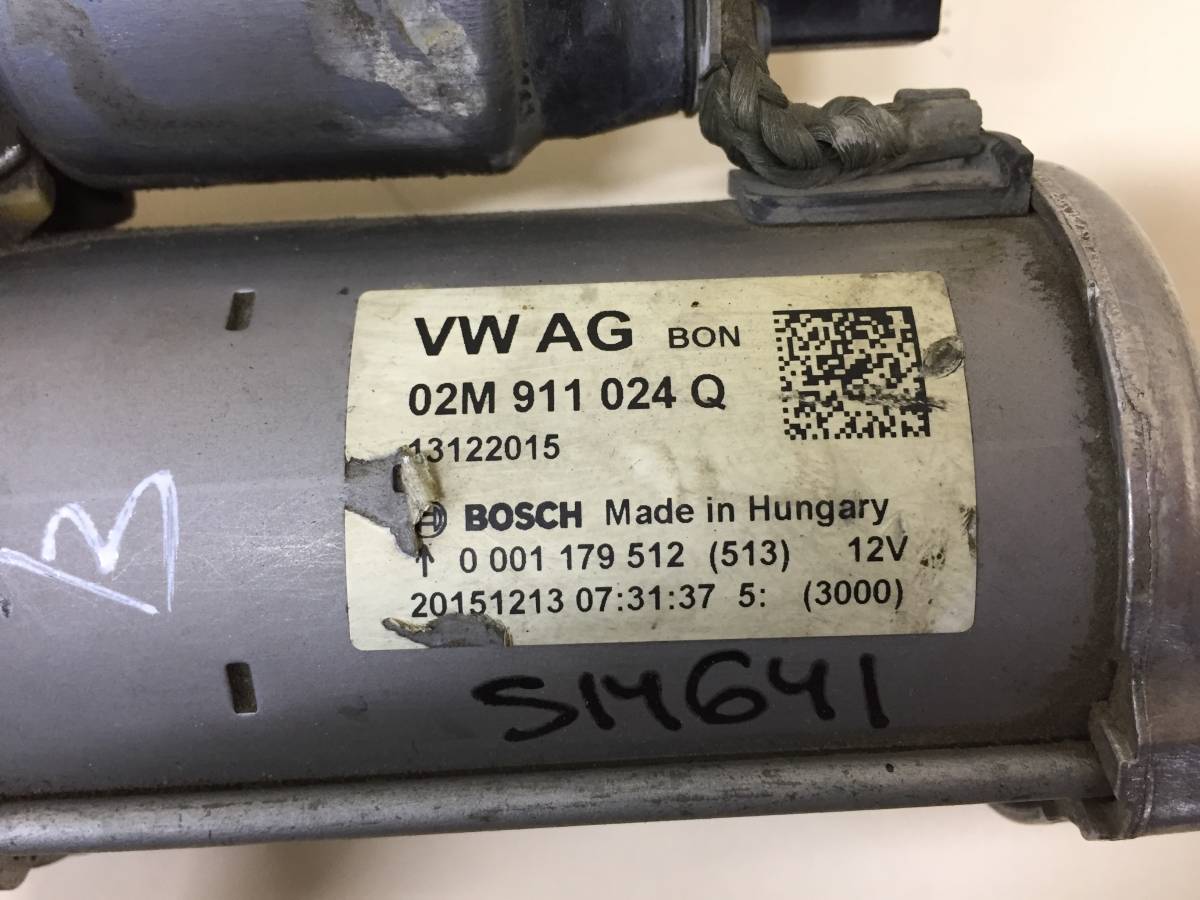 VW AG BON
02M 911 024 Q
13122015
BOSCH Made in Hungary
↑ 0 001 179 512 (513) 12V
20151213 07:31:37 5: (3000)
S14641